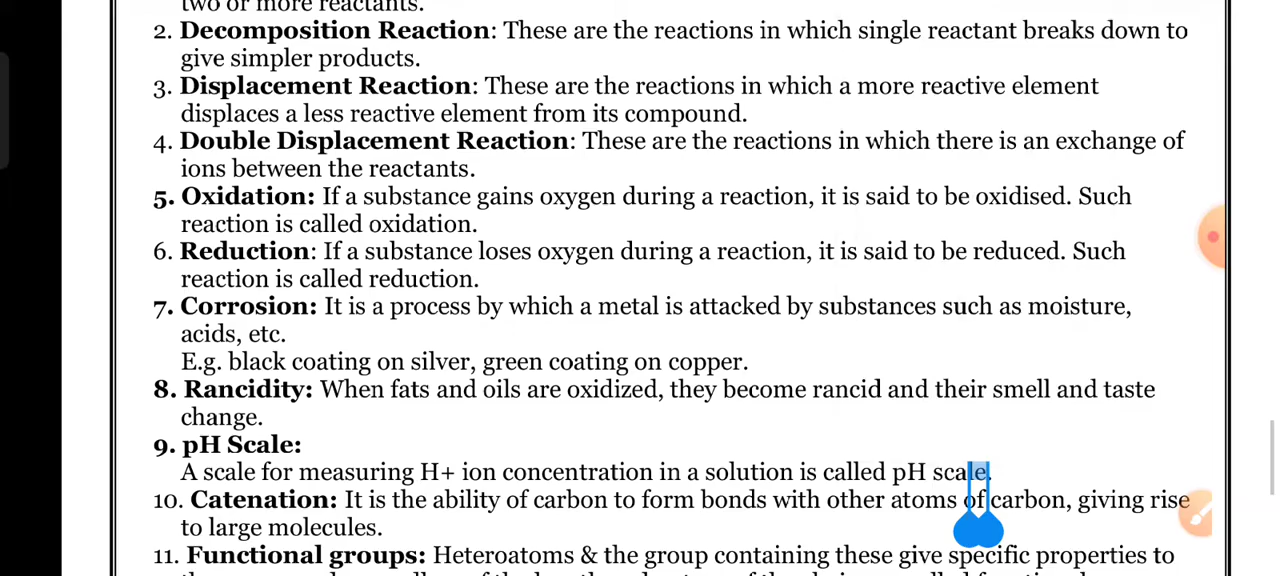 two or more reactants.
2. Decomposition Reaction: These are the reactions in which single reactant breaks down to
give simpler products.
3. Displacement Reaction: These are the reactions in which a more reactive element
displaces a less reactive element from its compound.
4. Double Displacement Reaction: These are the reactions in which there is an exchange of
ions between the reactants.
5. Oxidation: If a substance gains oxygen during a reaction, it is said to be oxidised. Such
reaction is called oxidation.
6. Reduction: If a substance loses oxygen during a reaction, it is said to be reduced. Such
reaction is called reduction.
7. Corrosion: It is a process by which a metal is attacked by substances such as moisture,
acids, etc.
E.g. black coating on silver, green coating on copper.
8. Rancidity: When fats and oils are oxidized, they become rancid and their smell and taste
change.
9. pH Scale:
A scale for measuring H+ ion concentration in a solution is called pH scale.
10. Catenation: It is the ability of carbon to form bonds with other atoms of carbon, giving rise
to large molecules.
11. Functional groups: Heteroatoms & the group containing these give specific properties to